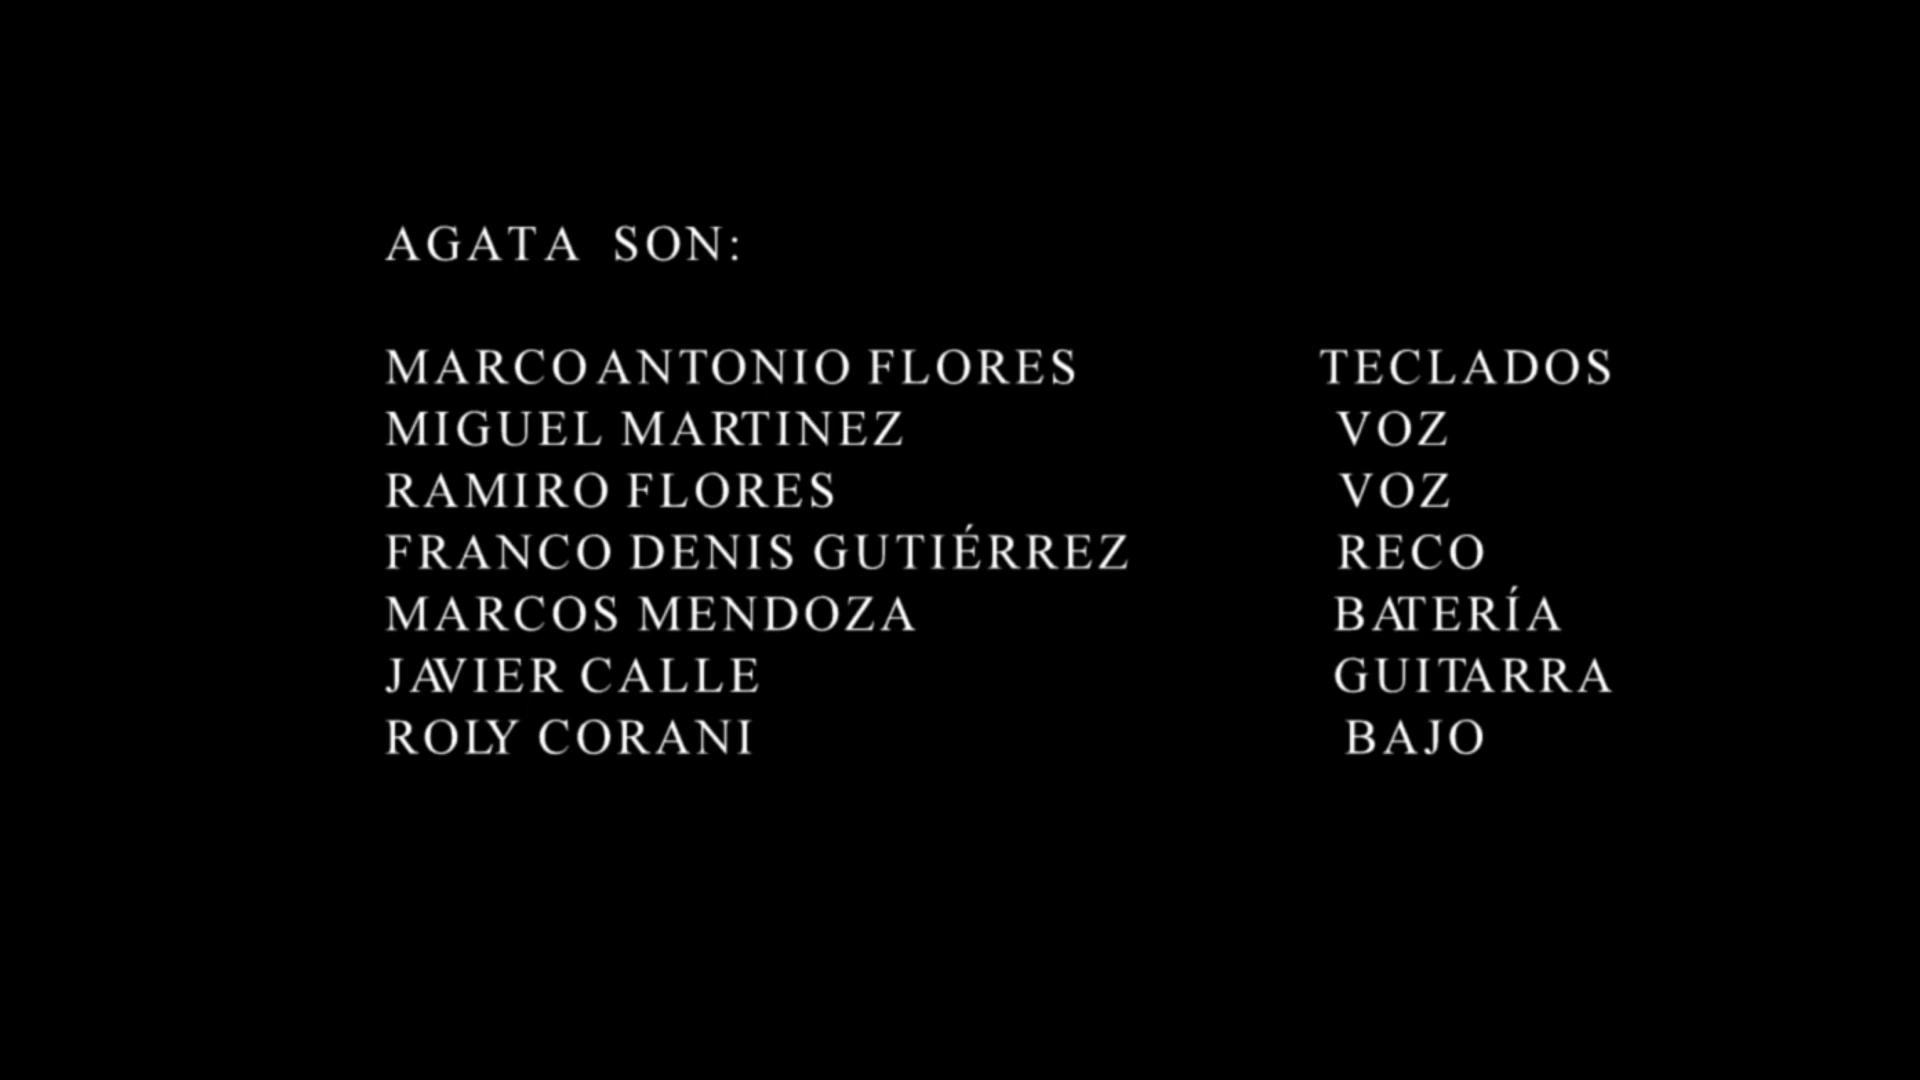 AGATA SON:
MARCO ANTONIO FLORES TECLADOS
MIGUEL MARTINEZ VOZ
RAMIRO FLORES VOZ
FRANCO DENIS GUTIÉRREZ RECO
MARCOS MENDOZA BATERÍA
JAVIER CALLE GUITARRA
ROLY CORANI BAJO